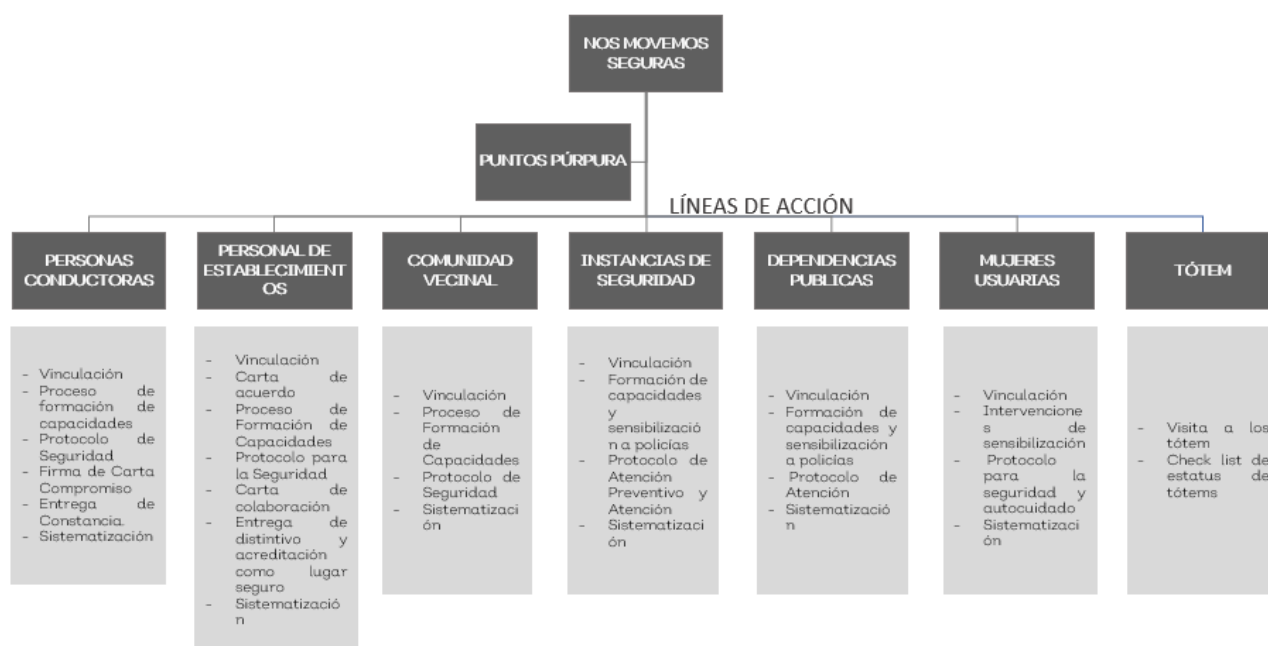 NOS MOVEMOS
SEGURAS
PUNTOS PÚRPURA
LÍNEAS DE ACCIÓN
PERSONAS
CONDUCTORAS
- Vinculación
- Proceso de
formación de
capacidades
- Protocolo de
Seguridad
- Firma de Carta
Compromiso
- Entrega de
Constancia.
- Sistematización
PERSONAL DE
ESTABLECIMIENT
OS
- Vinculación
- Carta de
acuerdo
- Proceso de
Formación de
Capacidades
- Protocolo para
la Seguridad
- Carta de
colaboración
- Entrega de
distintivo y
acreditación
como lugar
seguro
- Sistematizació
n
COMUNIDAD
VECINAL
- Vinculación
- Proceso de
Formación
de
Capacidades
- Protocolo de
Seguridad
- Sistematizaci
ón
INSTANCIAS DE
SEGURIDAD
- Vinculación
- Formación de
capacidades
y
sensibilizació
n a policías
- Protocolo de
Atención
Preventivo y
Atención
- Sistematizaci
ón
DEPENDENCIAS
PUBLICAS
- Vinculación
- Formación de
capacidades y
sensibilización
a policías
- Protocolo de
Atención
- Sistematizació
n
MUJERES
USUARIAS
- Vinculación
- Intervencione
s de
sensibilización
- Protocolo
para la
seguridad y
autocuidado
- Sistematizaci
ón
TÓTEM
- Visita a los
tótem
- Check list de
estatus de
tótems